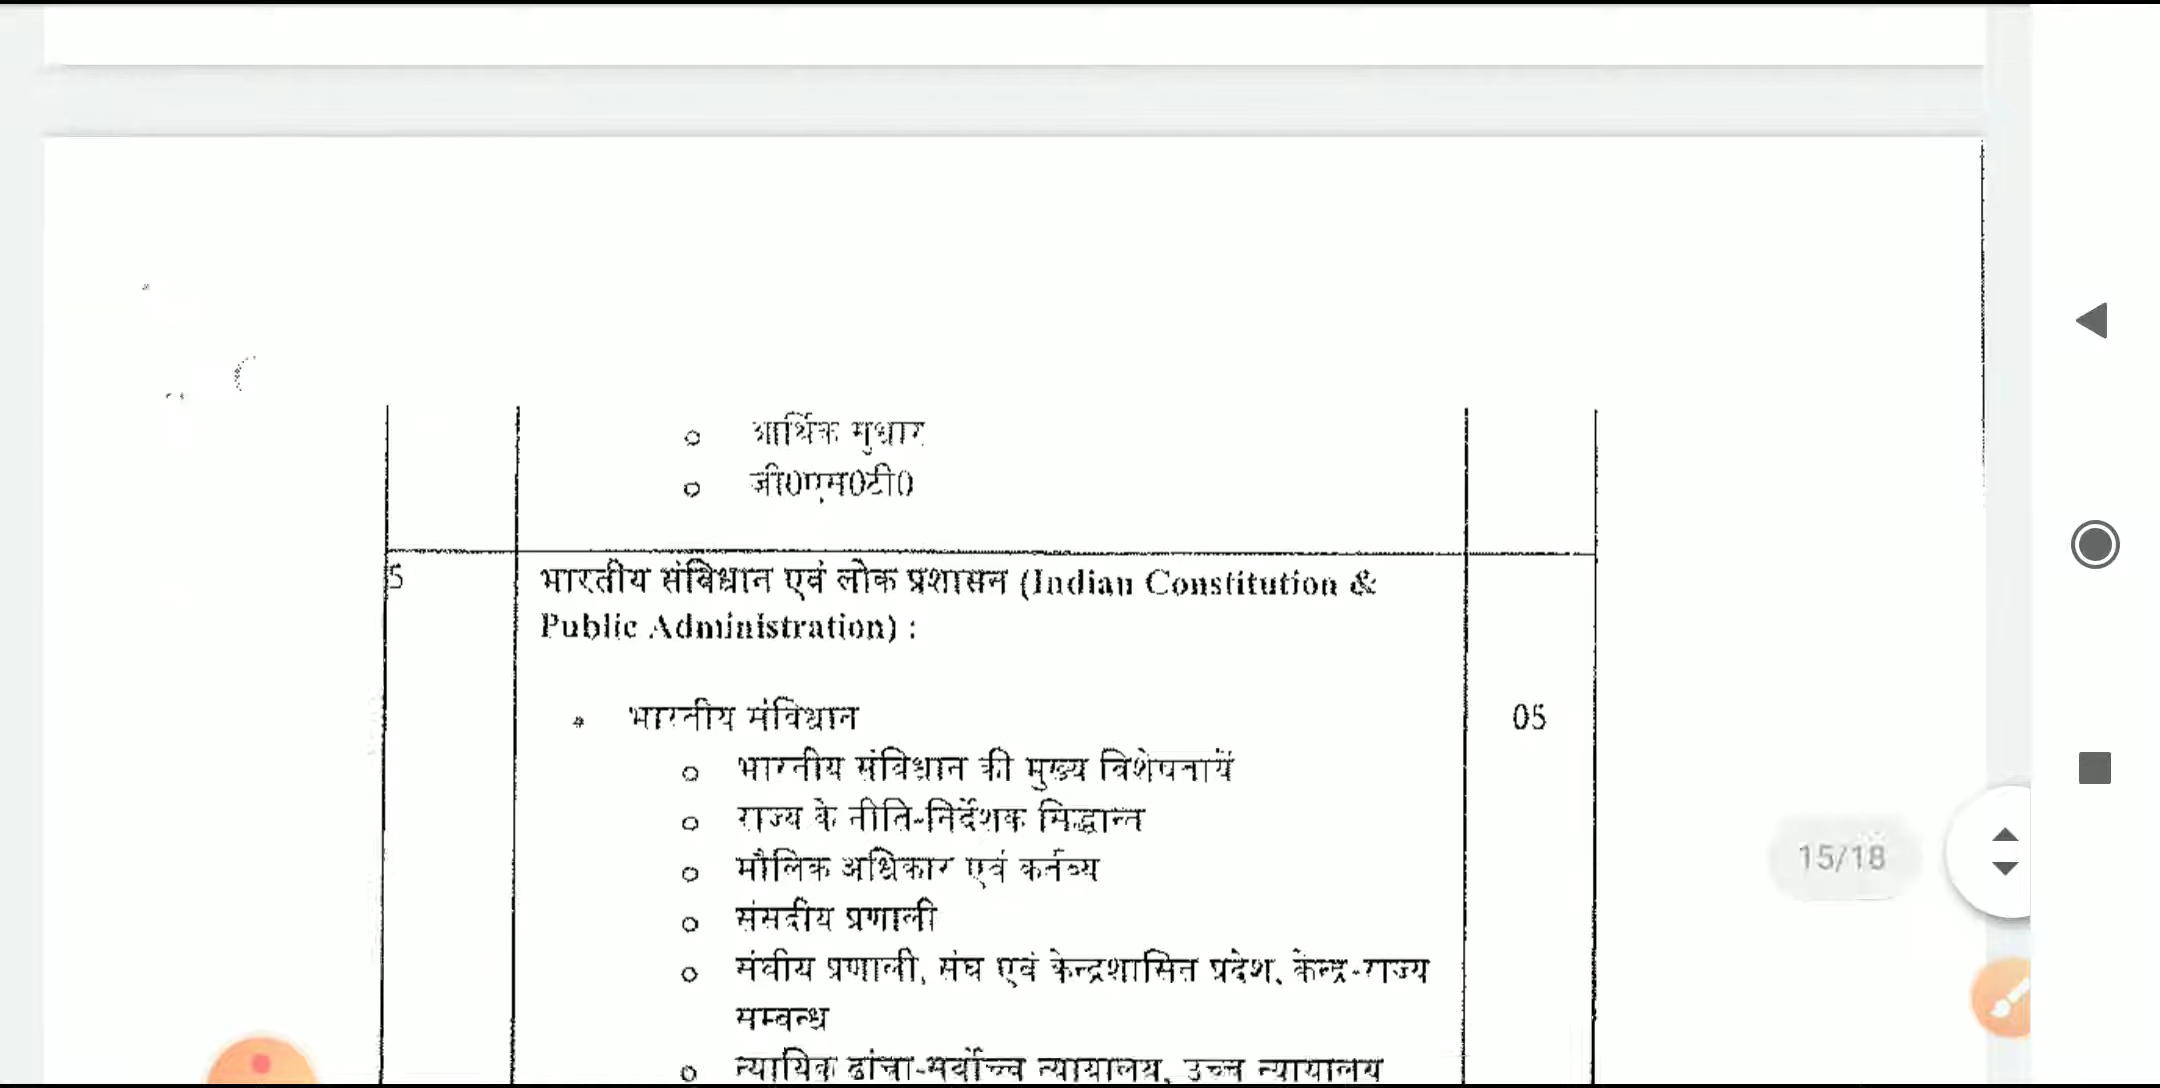 आर्थिक सुधार
जी0एस0टी0
5
भारतीय संबिधान एवं लोक प्रशासन (Indian Constitution &
Public Administration) :
भारतीय संविधान
05
भारतीय संविधान की मुख्य विशेषतायें
राज्य के नीति-निर्देशक सिद्धान्त
मौलिक अधिकार एवं कर्तव्य
संसदीय प्रणाली
संघीय प्रणाली, संघ एवं केन्द्रशासित प्रदेश, केन्द्र-राज्य
सम्बन्ध
न्यायिक ढांचा-सर्वोच्च न्यायालय, उच्च न्यायालय
15/18